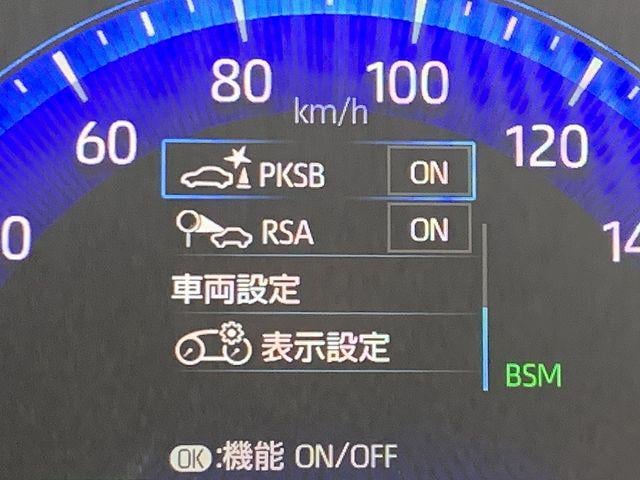 80
100
km/h
60
120
PKSB ON
0
RSA ON
14
車両設定
表示設定
BSM
OK:機能 ON/OFF